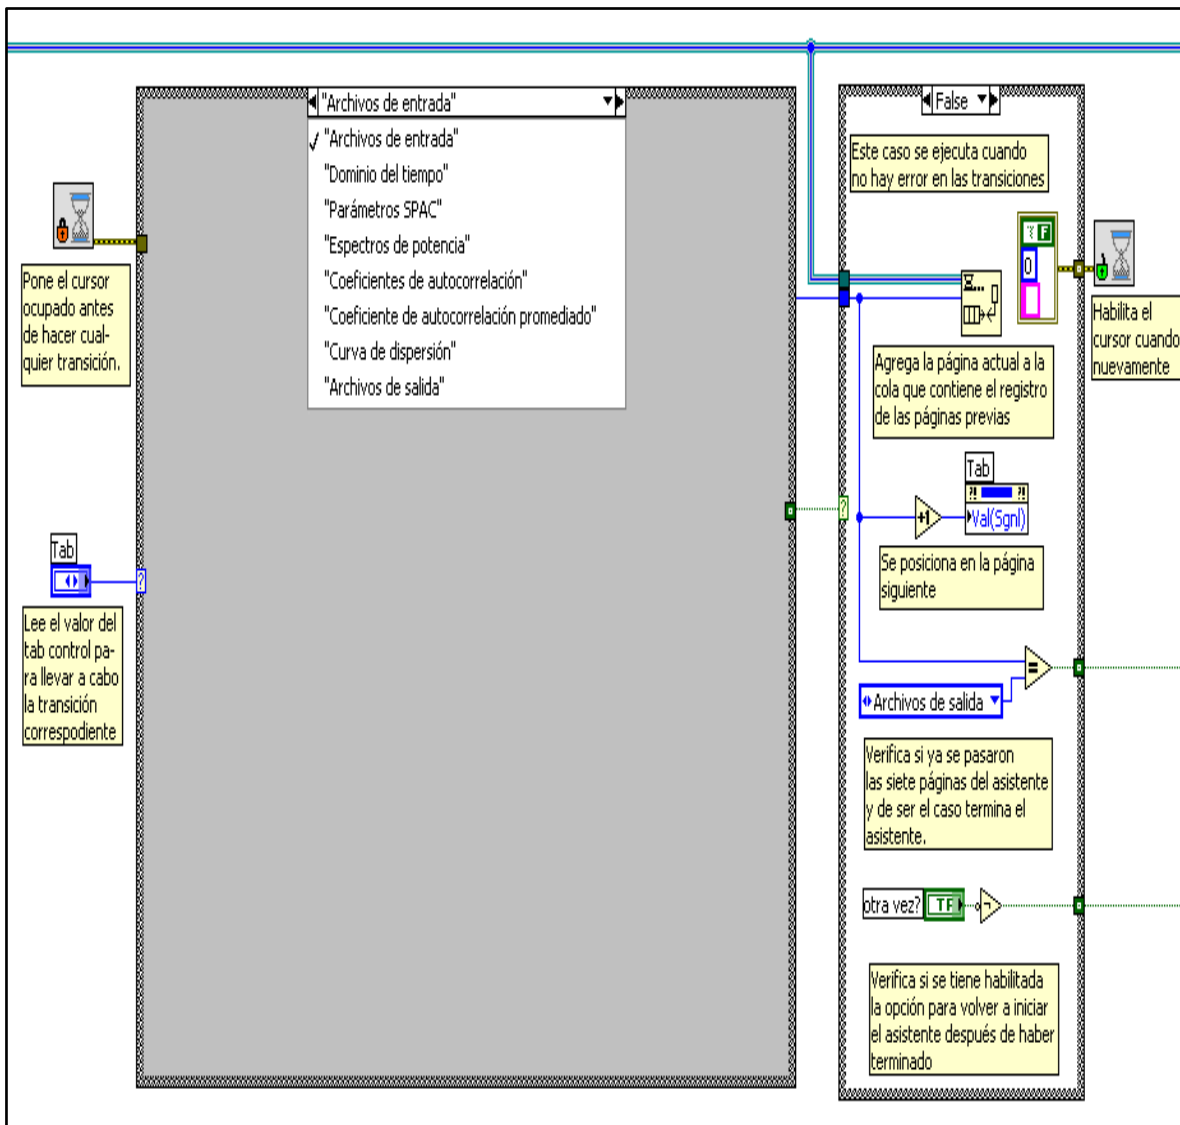 "Archivos de entrada"
"Archivos de entrada"
"Dominio del tiempo"
"Parámetros SPAC"
"Espectros de potencia"
"Coeficientes de autocorrelación"
"Coeficiente de autocorrelación promediado"
"Curva de dispersión"
"Archivos de salida"
Pone el cursor
ocupado antes
de hacer cual-
quier transición.
Tab
Lee el valor del
tab control pa-
ra llevar a cabo
la transición
correspodiente
False
Este caso se ejecuta cuando
no hay error en las transiciones
F
0
Agrega la página actual a la
cola que contiene el registro
de las páginas previas
Tab
Val(Sgnl)
+1
Se posiciona en la página
siguiente
=
Archivos de salida
Verifica si ya se pasaron
las siete páginas del asistente
y de ser el caso termina el
asistente.
otra vez? TF
Verifica si se tiene habilitada
la opción para volver a iniciar
el asistente después de haber
terminado
Habilita el
cursor cuando
nuevamente